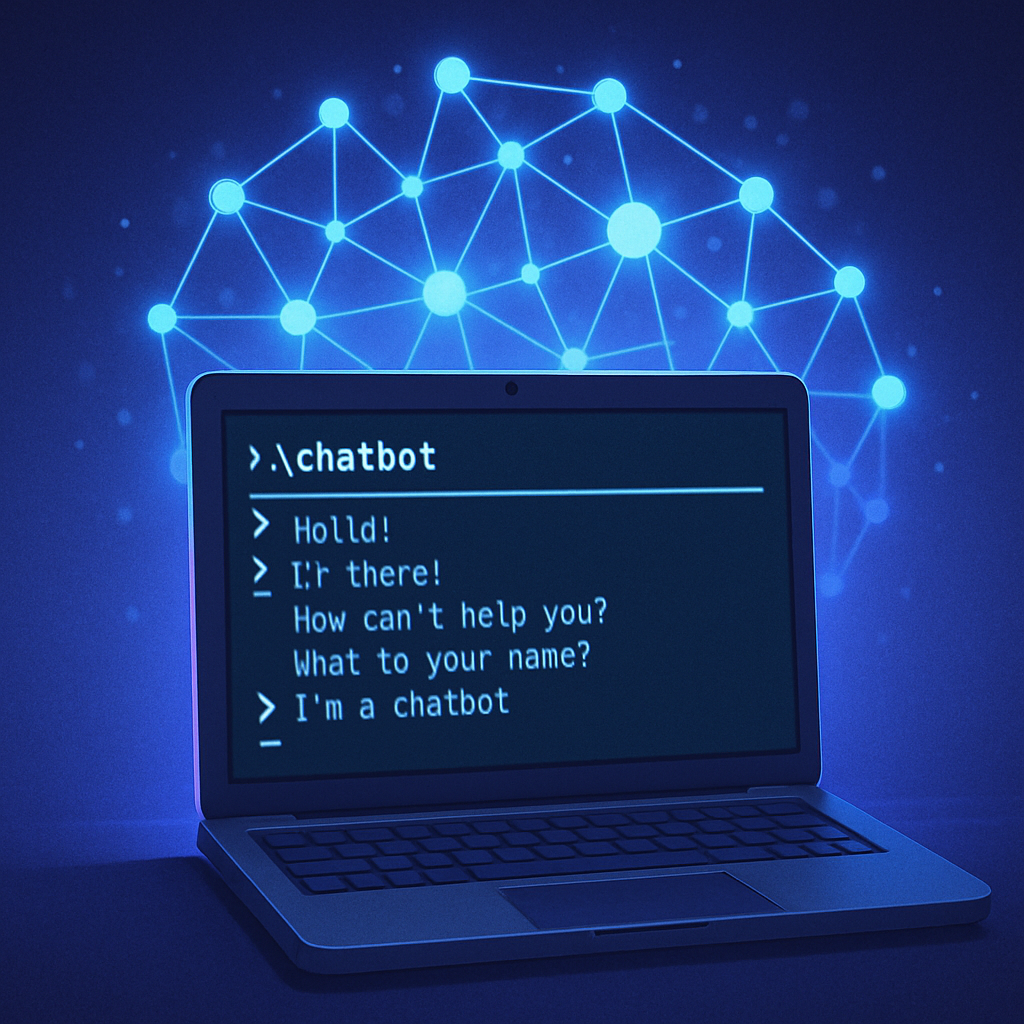 >.\chatbot
> Holld!
> I:r there!
How can't help you?
What to your name?
> I'm a chatbot